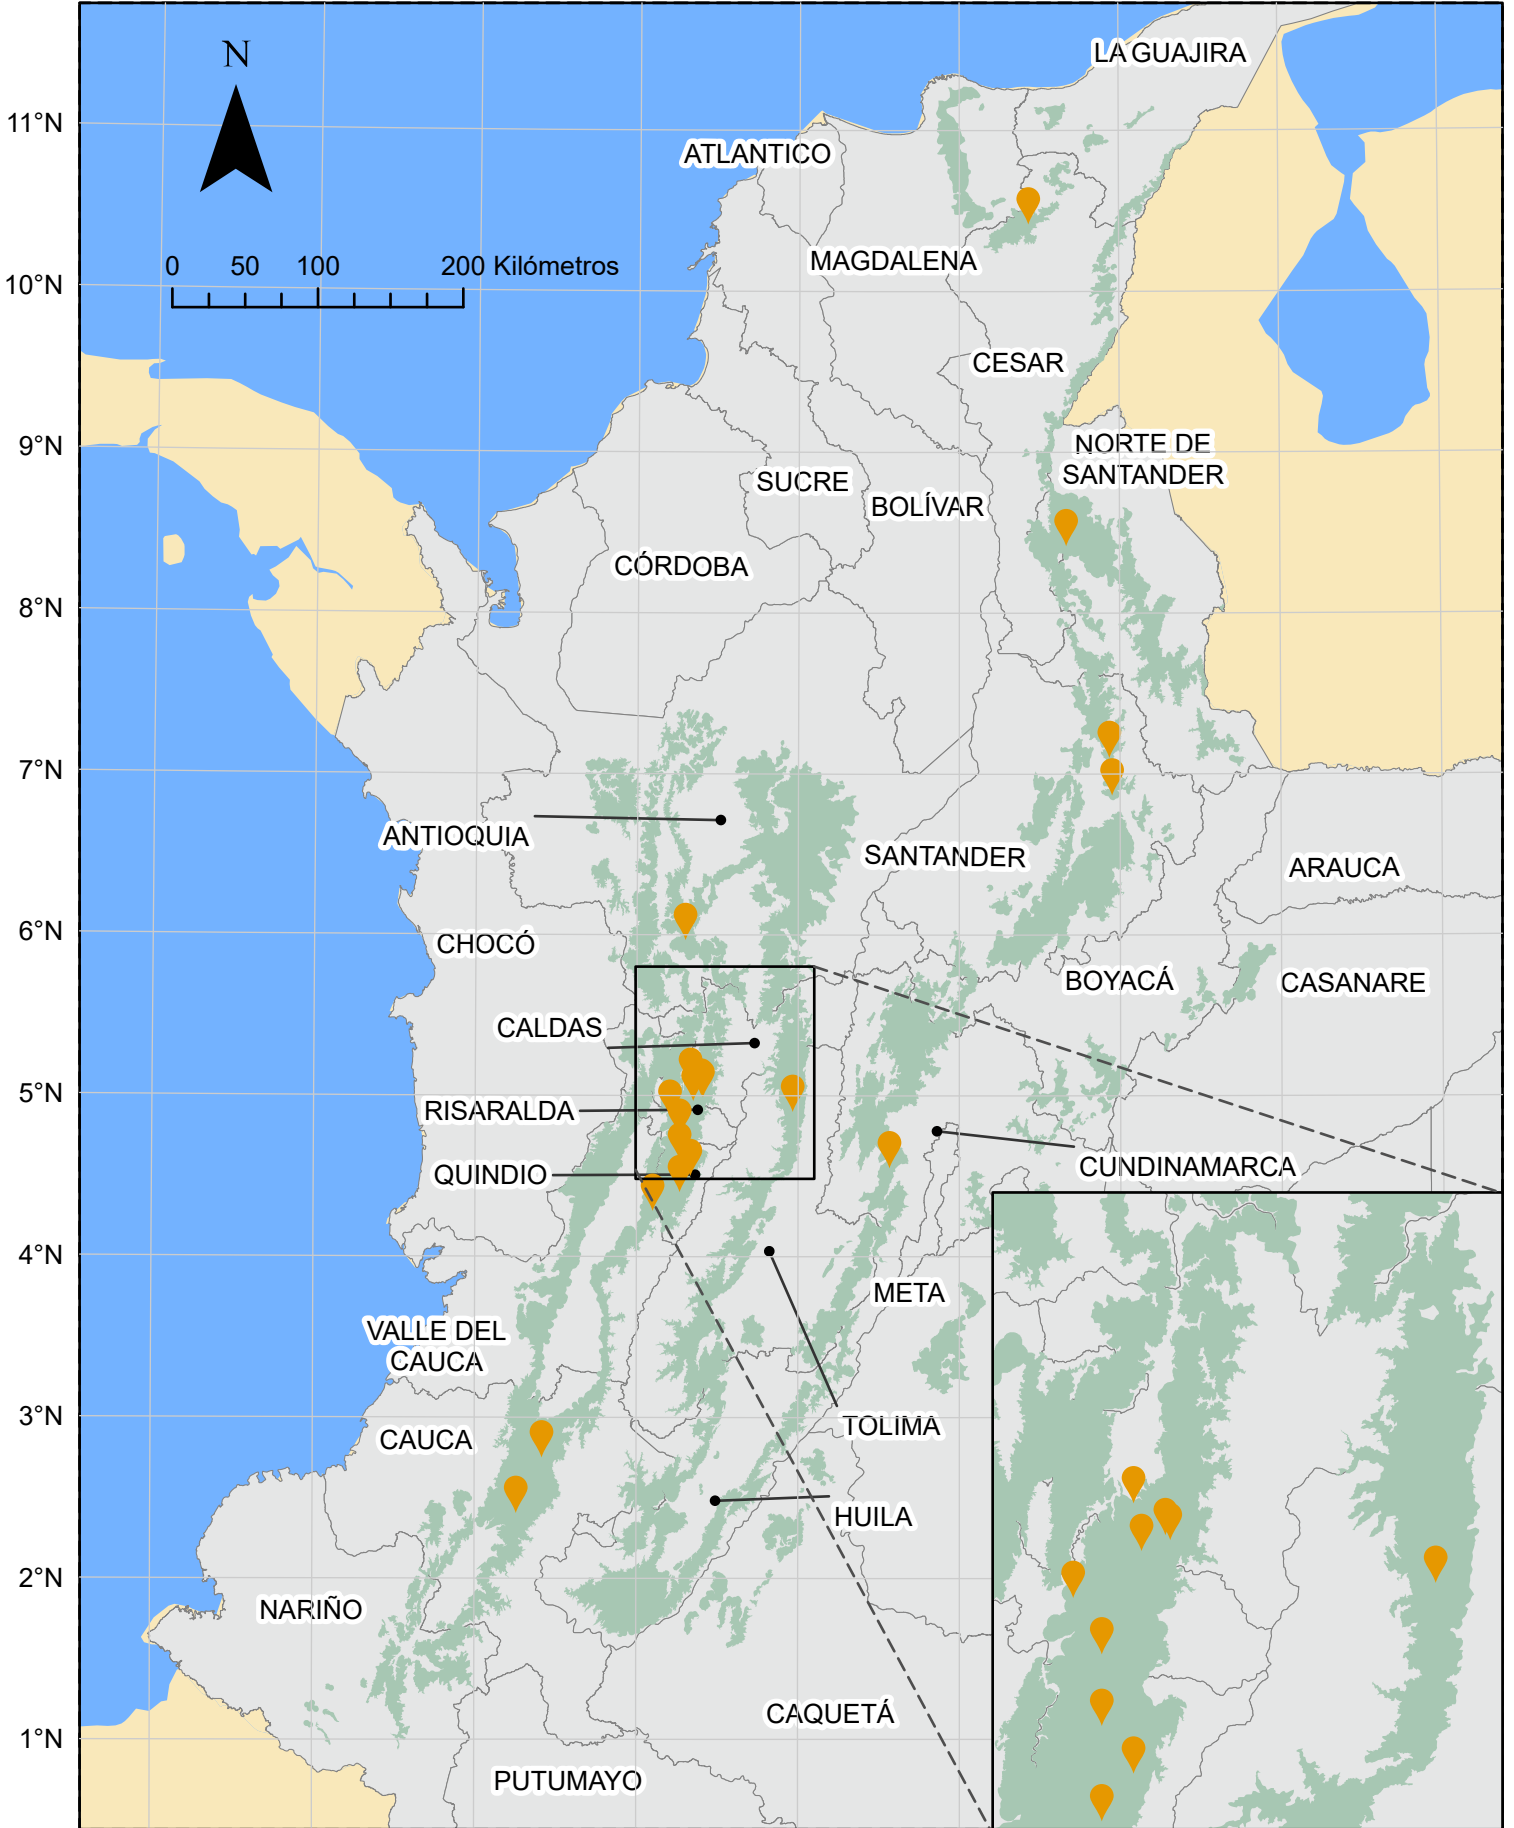 LA GUAJIRA
N
11°N
ATLANTICO
0 50 100 200 Kilómetros
MAGDALENA
10°N
CESAR
9°N
NORTE DE
SANTANDER
SUCRE
BOLÍVAR
CÓRDOBA
8°N
7°N
ANTIOQUIA
SANTANDER
ARAUCA
6°N
CHOCÓ
BOYACÁ
CASANARE
CALDAS
5°N
RISARALDA
QUINDIO
CUNDINAMARCA
4°N
META
VALLE DEL
CAUCA
3°N
TOLIMA
CAUCA
HUILA
2°N
NARIÑO
CAQUETÁ
1°N
PUTUMAYO